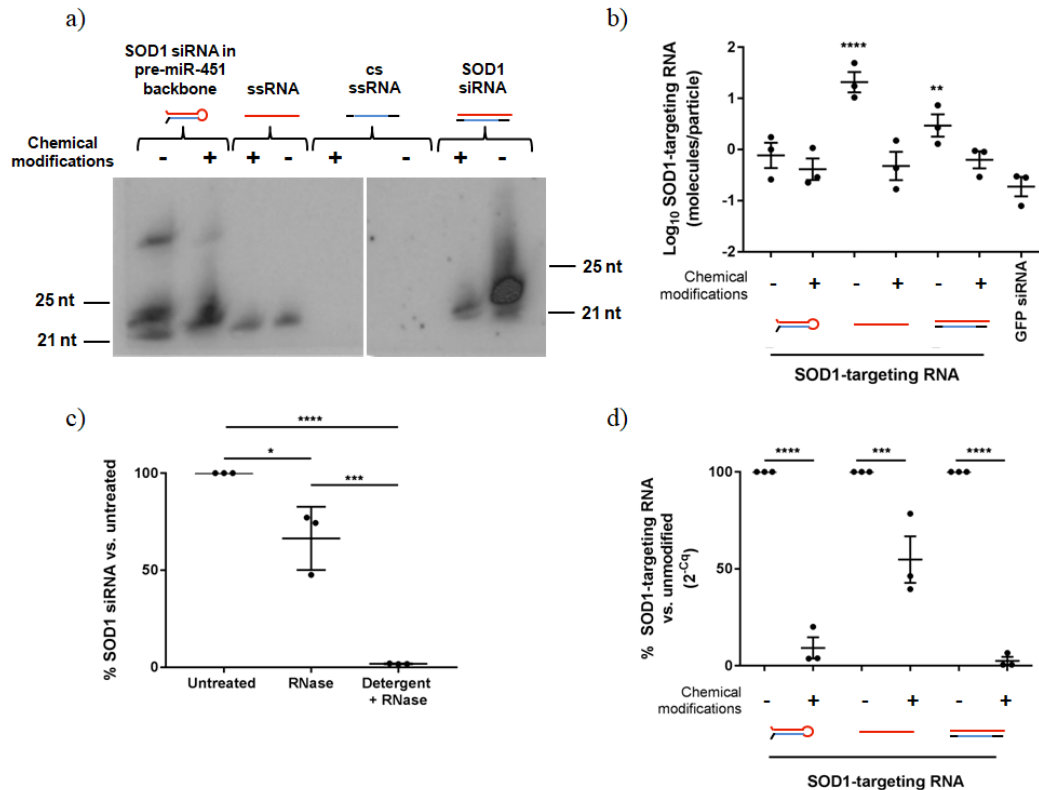 a)
SOD1 siRNA in
pre-miR-451
backbone
ssRNA
cs
ssRNA
SOD1
siRNA
Chemical
modifications
- + + - + - + -
25 nt
21 nt
25 nt
21 nt
b)
Log10 SOD1-targeting RNA
(molecules/particle)
2
1
0
-1
-2
****
**
Chemical
modifications
- + - + - +
GFP siRNA
SOD1-targeting RNA
c)
% SOD1 siRNA vs. untreated
100
50
0
****
*
***
Untreated
RNase
Detergent
+ RNase
d)
% SOD1-targeting RNA
vs. unmodified
(2-Cq)
100
50
0
**** *** ****
Chemical
modifications
- + - + - +
SOD1-targeting RNA